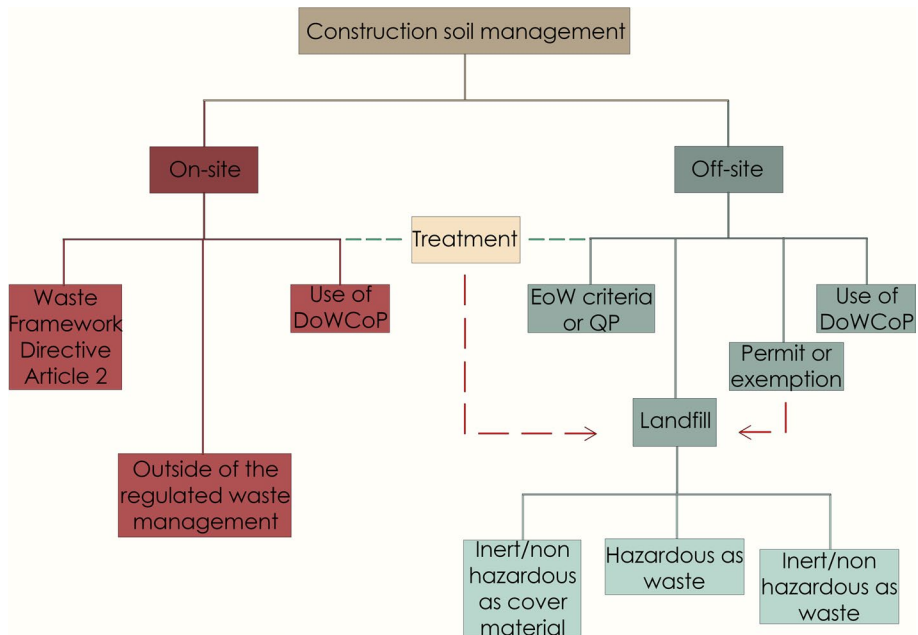 Construction soil management
On-site
Off-site
Treatment
Waste
Framework
Directive
Article 2
Use of
DoWCoP
EoW criteria
or QP
Use of
DoWCoP
Permit or
exemption
Landfill
Outside of the
regulated waste
management
Inert/non
hazardous
as cover
material
Hazardous as
waste
Inert/non
hazardous as
waste